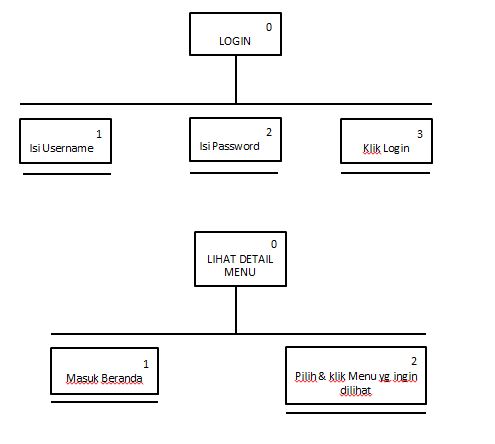 0
LOGIN
1
Isi Username
2
Isi Password
3
Klik Login
0
LIHAT DETAIL
MENU
1
Masuk Beranda
2
Pilih & klik Menu yg ingin
dilihat